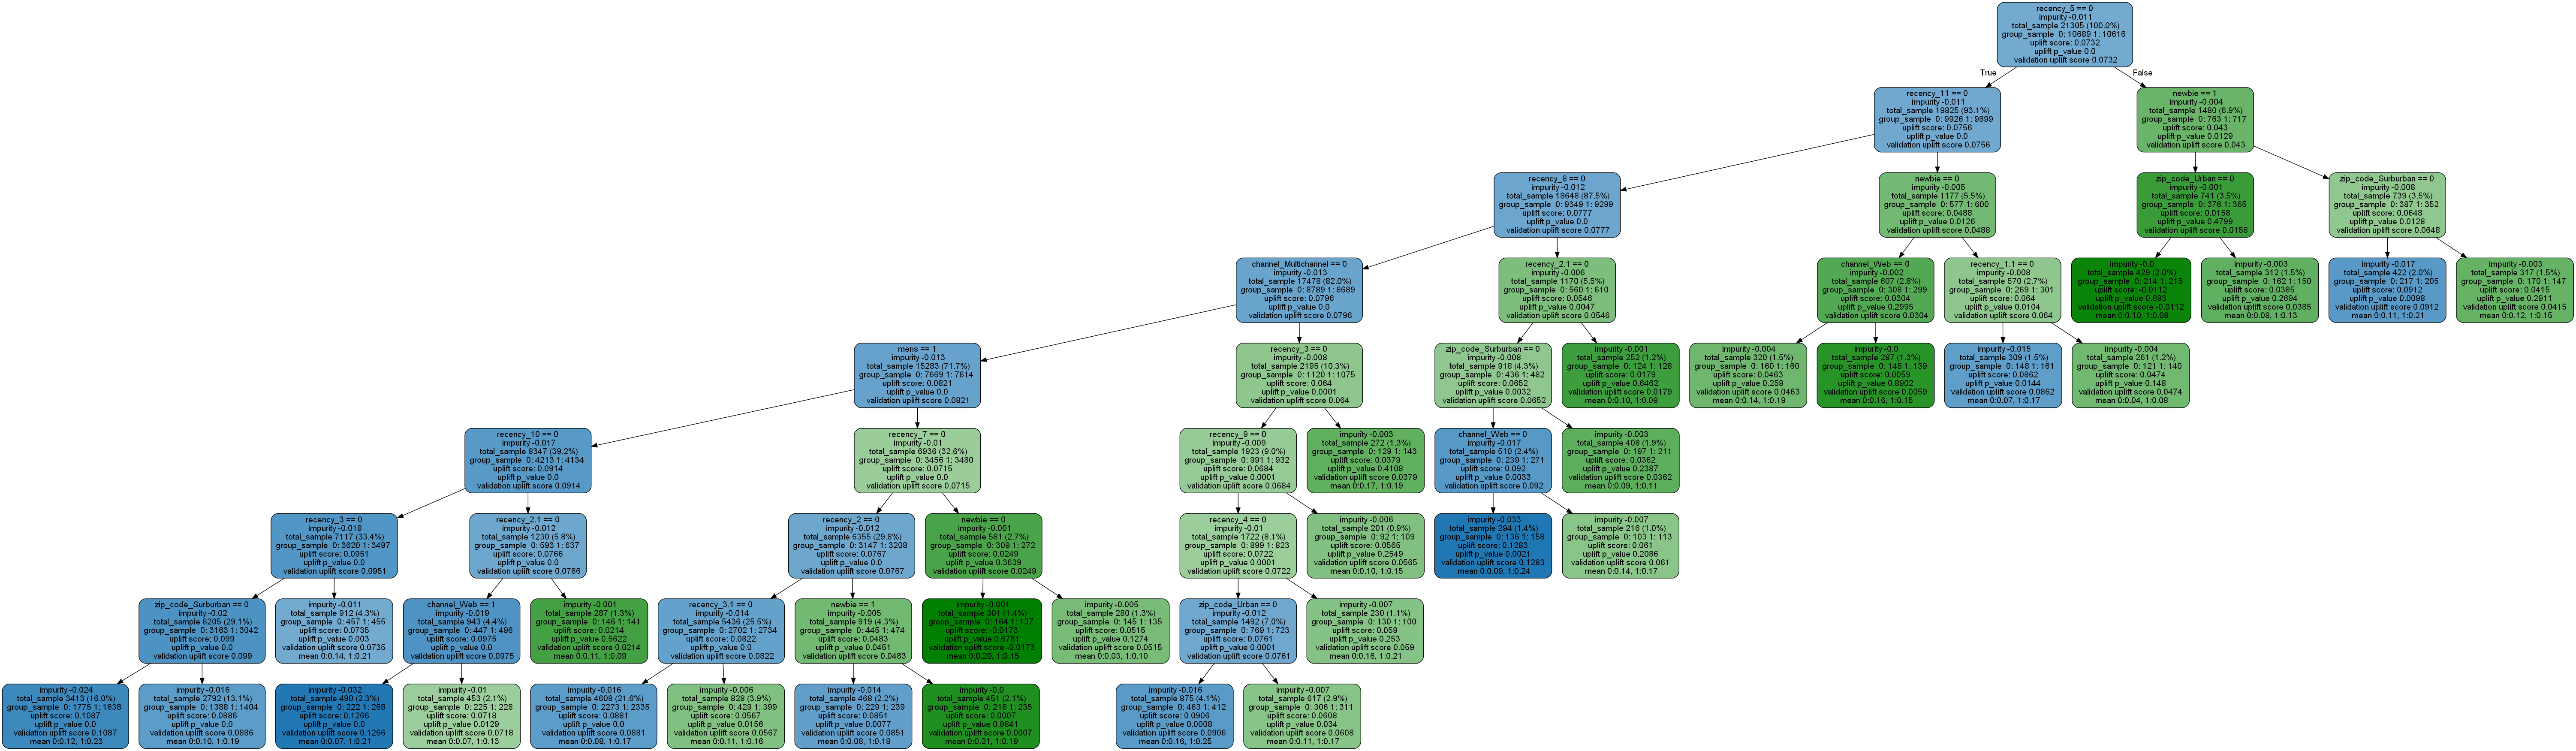 recency_5 == 0
impurity -0.011
total_sample 21305 (100.0%)
group_sample 0: 10689 1: 10616
uplift score: 0.0732
uplift p_value 0.0
validation uplift score 0.0732
True
False
recency_11 == 0
impurity -0.011
total_sample 19825 (93.1%)
group_sample 0: 9926 1: 9899
uplift score: 0.0756
uplift p_value 0.0
validation uplift score 0.0756
newbie == 1
impurity -0.004
total_sample 1480 (6.9%)
group_sample 0: 763 1: 717
uplift score: 0.043
uplift p_value 0.0129
validation uplift score 0.043
recency_8 == 0
impurity -0.012
total_sample 18648 (87.5%)
group_sample 0: 9349 1: 9299
uplift score: 0.0777
uplift p_value 0.0
validation uplift score 0.0777
newbie == 0
impurity -0.005
total_sample 1177 (5.5%)
group_sample 0: 577 1: 600
uplift score: 0.0488
uplift p_value 0.0126
validation uplift score 0.0488
zip_code_Urban == 0
impurity -0.001
total_sample 741 (3.5%)
group_sample 0: 376 1: 365
uplift score: 0.0158
uplift p_value 0.4799
validation uplift score 0.0158
zip_code_Surburban == 0
impurity -0.008
total_sample 739 (3.5%)
group_sample 0: 387 1: 352
uplift score: 0.0648
uplift p_value 0.0128
validation uplift score 0.0648
channel_Multichannel == 0
impurity -0.013
total_sample 17478 (82.0%)
group_sample 0: 8789 1: 8689
uplift score: 0.0796
uplift p_value 0.0
validation uplift score 0.0796
recency_2.1 == 0
impurity -0.006
total_sample 1170 (5.5%)
group_sample 0: 560 1: 610
uplift score: 0.0546
uplift p_value 0.0047
validation uplift score 0.0546
channel_Web == 0
impurity -0.002
total_sample 607 (2.8%)
group_sample 0: 308 1: 299
uplift score: 0.0304
uplift p_value 0.2995
validation uplift score 0.0304
recency_1.1 == 0
impurity -0.008
total_sample 570 (2.7%)
group_sample 0: 269 1: 301
uplift score: 0.064
uplift p_value 0.0104
validation uplift score 0.064
impurity -0.0
total_sample 429 (2.0%)
group_sample 0: 214 1: 215
uplift score: -0.0112
uplift p_value 0.693
validation uplift score -0.0112
mean 0:0.10, 1:0.08
impurity -0.003
total_sample 312 (1.5%)
group_sample 0: 162 1: 150
uplift score: 0.0385
uplift p_value 0.2694
validation uplift score 0.0385
mean 0:0.08, 1:0.13
impurity -0.017
total_sample 422 (2.0%)
group_sample 0: 217 1: 205
uplift score: 0.0912
uplift p_value 0.0098
validation uplift score 0.0912
mean 0:0.11, 1:0.21
impurity -0.003
total_sample 317 (1.5%)
group_sample 0: 170 1: 147
uplift score: 0.0415
uplift p_value 0.2911
validation uplift score 0.0415
mean 0:0.12, 1:0.15
mens == 1
impurity -0.013
total_sample 15283 (71.7%)
group_sample 0: 7669 1: 7614
uplift score: 0.0821
uplift p_value 0.0
validation uplift score 0.0821
recency_3 == 0
impurity -0.008
total_sample 2195 (10.3%)
group_sample 0: 1120 1: 1075
uplift score: 0.064
uplift p_value 0.0001
validation uplift score 0.064
zip_code_Surburban == 0
impurity -0.008
total_sample 918 (4.3%)
group_sample 0: 436 1: 482
uplift score: 0.0652
uplift p_value 0.0032
validation uplift score 0.0652
impurity -0.001
total_sample 252 (1.2%)
group_sample 0: 124 1: 128
uplift score: 0.0179
uplift p_value 0.6462
validation uplift score 0.0179
mean 0:0.10, 1:0.09
impurity -0.004
total_sample 320 (1.5%)
group_sample 0: 160 1: 160
uplift score: 0.0463
uplift p_value 0.259
validation uplift score 0.0463
mean 0:0.14, 1:0.19
impurity -0.0
total_sample 287 (1.3%)
group_sample 0: 148 1: 139
uplift score: 0.0059
uplift p_value 0.8902
validation uplift score 0.0059
mean 0:0.16, 1:0.15
impurity -0.015
total_sample 309 (1.5%)
group_sample 0: 148 1: 161
uplift score: 0.0862
uplift p_value 0.0144
validation uplift score 0.0862
mean 0:0.07, 1:0.17
impurity -0.004
total_sample 261 (1.2%)
group_sample 0: 121 1: 140
uplift score: 0.0474
uplift p_value 0.148
validation uplift score 0.0474
mean 0:0.04, 1:0.08
recency_10 == 0
impurity -0.017
total_sample 8347 (39.2%)
group_sample 0: 4213 1: 4134
uplift score: 0.0914
uplift p_value 0.0
validation uplift score 0.0914
recency_7 == 0
impurity -0.01
total_sample 6936 (32.6%)
group_sample 0: 3456 1: 3480
uplift score: 0.0715
uplift p_value 0.0
validation uplift score 0.0715
recency_9 == 0
impurity -0.009
total_sample 1923 (9.0%)
group_sample 0: 991 1: 932
uplift score: 0.0684
uplift p_value 0.0001
validation uplift score 0.0684
impurity -0.003
total_sample 272 (1.3%)
group_sample 0: 129 1: 143
uplift score: 0.0379
uplift p_value 0.4108
validation uplift score 0.0379
mean 0:0.17, 1:0.19
channel_Web == 0
impurity -0.017
total_sample 510 (2.4%)
group_sample 0: 239 1: 271
uplift score: 0.092
uplift p_value 0.0033
validation uplift score 0.092
impurity -0.003
total_sample 408 (1.9%)
group_sample 0: 197 1: 211
uplift score: 0.0362
uplift p_value 0.2387
validation uplift score 0.0362
mean 0:0.09, 1:0.11
recency_3 == 0
impurity -0.018
total_sample 7117 (33.4%)
group_sample 0: 3620 1: 3497
uplift score: 0.0951
uplift p_value 0.0
validation uplift score 0.0951
recency_2.1 == 0
impurity -0.012
total_sample 1230 (5.8%)
group_sample 0: 593 1: 637
uplift score: 0.0766
uplift p_value 0.0
validation uplift score 0.0766
recency_2 == 0
impurity -0.012
total_sample 6355 (29.8%)
group_sample 0: 3147 1: 3208
uplift score: 0.0767
uplift p_value 0.0
validation uplift score 0.0767
newbie == 0
impurity -0.001
total_sample 581 (2.7%)
group_sample 0: 309 1: 272
uplift score: 0.0249
uplift p_value 0.3639
validation uplift score 0.0249
recency_4 == 0
impurity -0.01
total_sample 1722 (8.1%)
group_sample 0: 899 1: 823
uplift score: 0.0722
uplift p_value 0.0001
validation uplift score 0.0722
impurity -0.006
total_sample 201 (0.9%)
group_sample 0: 92 1: 109
uplift score: 0.0565
uplift p_value 0.2549
validation uplift score 0.0565
mean 0:0.10, 1:0.15
impurity -0.033
total_sample 294 (1.4%)
group_sample 0: 136 1: 158
uplift score: 0.1283
uplift p_value 0.0021
validation uplift score 0.1283
mean 0:0.09, 1:0.24
impurity -0.007
total_sample 216 (1.0%)
group_sample 0: 103 1: 113
uplift score: 0.061
uplift p_value 0.2086
validation uplift score 0.061
mean 0:0.14, 1:0.17
zip_code_Surburban == 0
impurity -0.02
total_sample 6205 (29.1%)
group_sample 0: 3163 1: 3042
uplift score: 0.099
uplift p_value 0.0
validation uplift score 0.099
impurity -0.011
total_sample 912 (4.3%)
group_sample 0: 457 1: 455
uplift score: 0.0735
uplift p_value 0.003
validation uplift score 0.0735
mean 0:0.14, 1:0.21
channel_Web == 1
impurity -0.019
total_sample 943 (4.4%)
group_sample 0: 447 1: 496
uplift score: 0.0975
uplift p_value 0.0
validation uplift score 0.0975
impurity -0.001
total_sample 287 (1.3%)
group_sample 0: 146 1: 141
uplift score: 0.0214
uplift p_value 0.5622
validation uplift score 0.0214
mean 0:0.11, 1:0.09
recency_3.1 == 0
impurity -0.014
total_sample 5436 (25.5%)
group_sample 0: 2702 1: 2734
uplift score: 0.0822
uplift p_value 0.0
validation uplift score 0.0822
newbie == 1
impurity -0.005
total_sample 919 (4.3%)
group_sample 0: 445 1: 474
uplift score: 0.0483
uplift p_value 0.0451
validation uplift score 0.0483
impurity -0.001
total_sample 301 (1.4%)
group_sample 0: 164 1: 137
uplift score: -0.0173
uplift p_value 0.6781
validation uplift score -0.0173
mean 0:0.20, 1:0.15
impurity -0.005
total_sample 280 (1.3%)
group_sample 0: 145 1: 135
uplift score: 0.0515
uplift p_value 0.1274
validation uplift score 0.0515
mean 0:0.03, 1:0.10
zip_code_Urban == 0
impurity -0.012
total_sample 1492 (7.0%)
group_sample 0: 769 1: 723
uplift score: 0.0761
uplift p_value 0.0001
validation uplift score 0.0761
impurity -0.007
total_sample 230 (1.1%)
group_sample 0: 130 1: 100
uplift score: 0.059
uplift p_value 0.253
validation uplift score 0.059
mean 0:0.16, 1:0.21
impurity -0.024
total_sample 3413 (16.0%)
group_sample 0: 1775 1: 1638
uplift score: 0.1087
uplift p_value 0.0
validation uplift score 0.1087
mean 0:0.12, 1:0.23
impurity -0.016
total_sample 2792 (13.1%)
group_sample 0: 1388 1: 1404
uplift score: 0.0886
uplift p_value 0.0
validation uplift score 0.0886
mean 0:0.10, 1:0.19
impurity -0.032
total_sample 490 (2.3%)
group_sample 0: 222 1: 268
uplift score: 0.1266
uplift p_value 0.0
validation uplift score 0.1266
mean 0:0.07, 1:0.21
impurity -0.01
total_sample 453 (2.1%)
group_sample 0: 225 1: 228
uplift score: 0.0718
uplift p_value 0.0129
validation uplift score 0.0718
mean 0:0.07, 1:0.13
impurity -0.016
total_sample 4608 (21.6%)
group_sample 0: 2273 1: 2335
uplift score: 0.0881
uplift p_value 0.0
validation uplift score 0.0881
mean 0:0.08, 1:0.17
impurity -0.006
total_sample 828 (3.9%)
group_sample 0: 429 1: 399
uplift score: 0.0567
uplift p_value 0.0156
validation uplift score 0.0567
mean 0:0.11, 1:0.16
impurity -0.014
total_sample 468 (2.2%)
group_sample 0: 229 1: 239
uplift score: 0.0851
uplift p_value 0.0077
validation uplift score 0.0851
mean 0:0.08, 1:0.18
impurity -0.0
total_sample 451 (2.1%)
group_sample 0: 216 1: 235
uplift score: 0.0007
uplift p_value 0.9841
validation uplift score 0.0007
mean 0:0.21, 1:0.19
impurity -0.016
total_sample 875 (4.1%)
group_sample 0: 463 1: 412
uplift score: 0.0906
uplift p_value 0.0008
validation uplift score 0.0906
mean 0:0.16, 1:0.25
impurity -0.007
total_sample 617 (2.9%)
group_sample 0: 306 1: 311
uplift score: 0.0608
uplift p_value 0.034
validation uplift score 0.0608
mean 0:0.11, 1:0.17